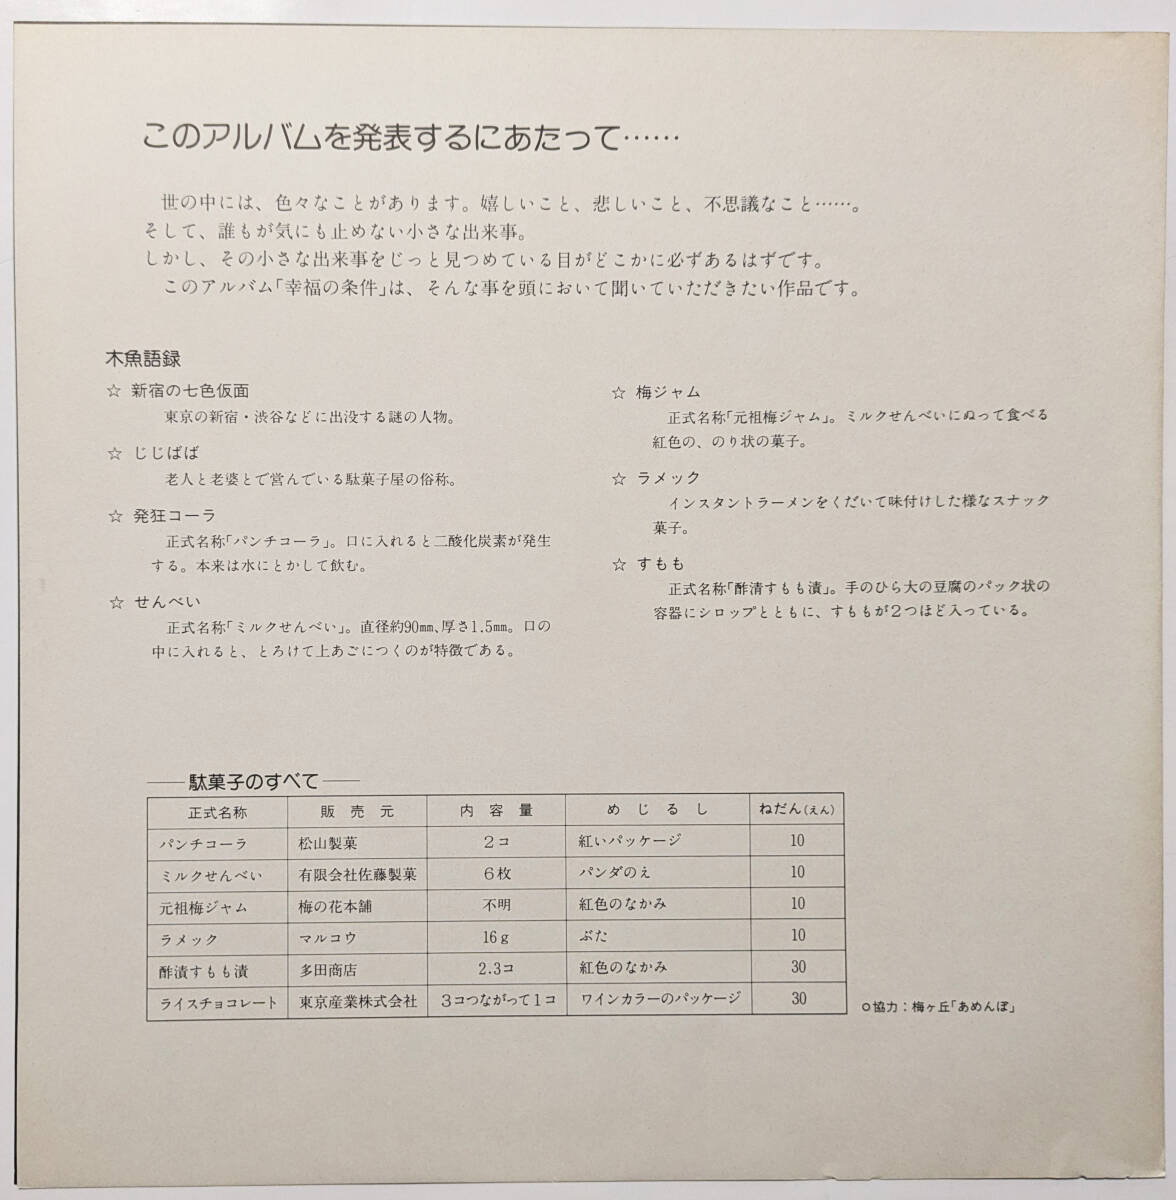 このアルバムを発表するにあたって……
世の中には、色々なことがあります。嬉しいこと、悲しいこと、不思議なこと……。
そして、誰もが気にも止めない小さな出来事。
しかし、その小さな出来事をじっと見つめている目がどこかに必ずあるはずです。
このアルバム「幸福の条件」は、そんな事を頭において聞いていただきたい作品です。
木魚語録
☆ 新宿の七色仮面
東京の新宿・渋谷などに出没する謎の人物。
☆ じじばば
老人と老婆とで営んでいる駄菓子屋の俗称。
☆ 発狂コーラ
正式名称「パンチコーラ」。口に入れると二酸化炭素が発生
する。本来は水にとかして飲む。
☆ せんべい
正式名称「ミルクせんべい」。直径約90㎜、厚さ1.5㎜。口の
中に入れると、とろけて上あごにつくのが特徴である。
☆ 梅ジャム
正式名称「元祖梅ジャム」。ミルクせんべいにぬって食べる
紅色の、のり状の菓子。
☆ ラメック
インスタントラーメンをくだいて味付けした様なスナック
菓子。
☆ すもも
正式名称「酢清すもも漬」。手のひら大の豆腐のパック状の
容器にシロップとともに、すももが2つほど入っている。
駄菓子のすべて
正式名称 販売元 内容量 めじるし ねだん(えん)
パンチコーラ 松山製菓 2コ 紅いパッケージ 10
ミルクせんべい 有限会社佐藤製菓 6枚 パンダのえ 10
元祖梅ジャム 梅の花本舗 不明 紅色のなかみ 10
ラメック マルコウ 16g ぶた 10
酢漬すもも漬 多田商店 2.3コ 紅色のなかみ 30
ライスチョコレート 東京産業株式会社 3コつながって1コ ワインカラーのパッケージ 30
○協力：梅ヶ丘「あめんぼ」